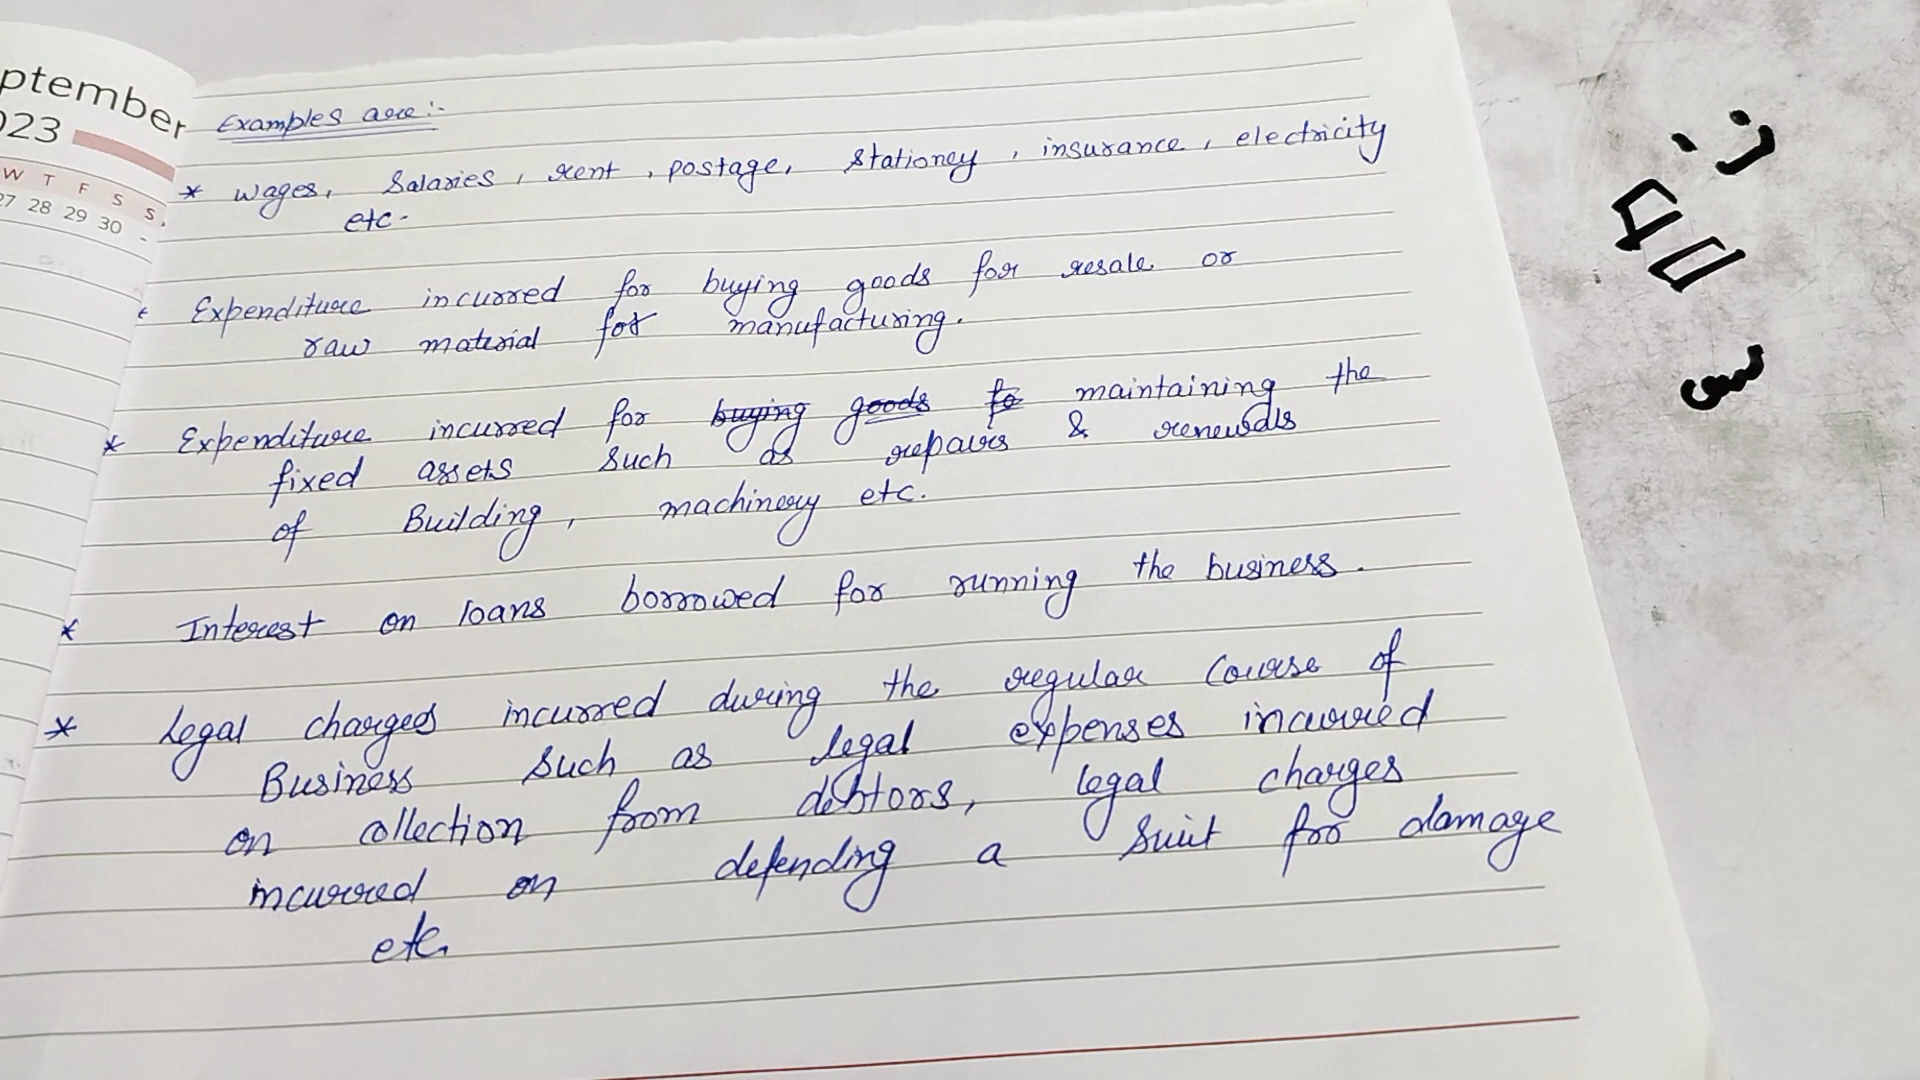 ptember
023
W T F S S
27 28 29 30 -
Examples are :-
* wages, Salaries, rent, postage, Stationey, insurance, electricity
etc-
* Expenditure incurred for buying goods for resale or
raw material for manufacturing.
* Expenditure incurred for buying goods fo maintaining the
fixed assets such as repairs & renewals
of Building, machinery etc.
* Interest on loans borrowed for running the business.
* Legal charges incurred during the regular Course of
Business Such as legal expenses incurred
on collection from debtors, legal charges
incurred on defending a Suit for damage
etc.